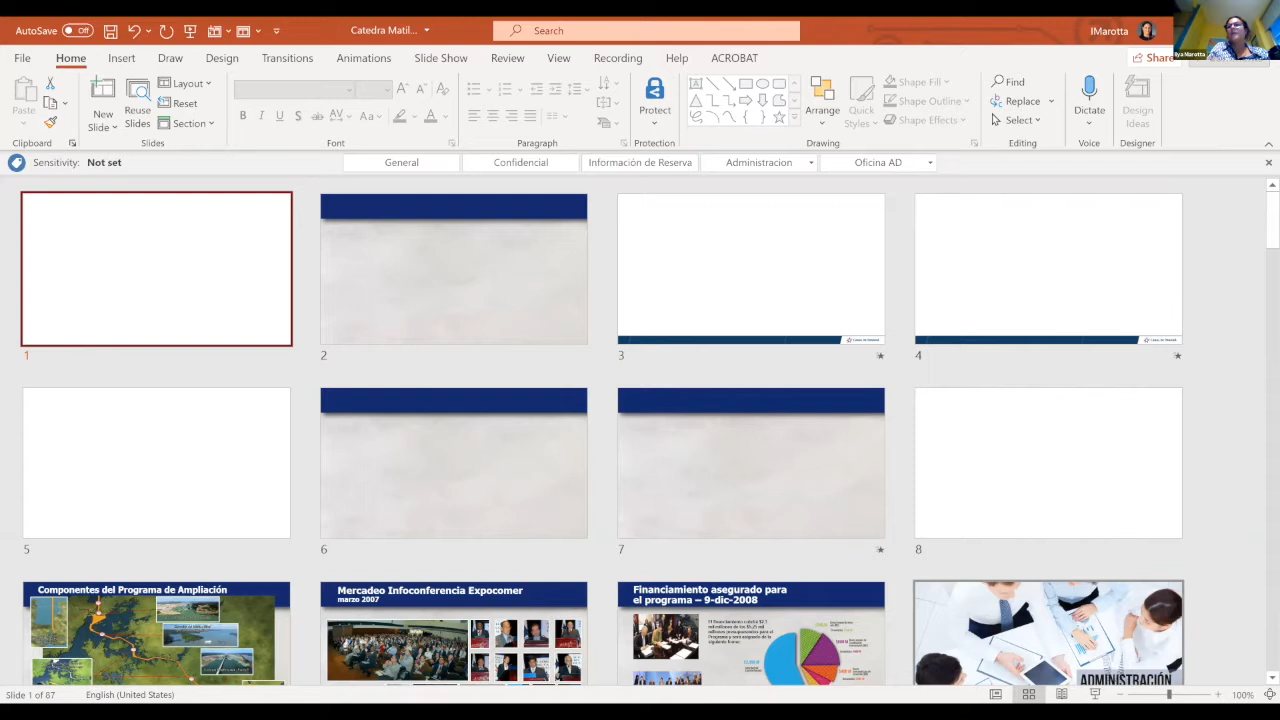 AutoSave Off
Catedra Matil...
Search
IMarotta
Ilya Marotta
File Home Insert Draw Design Transitions Animations Slide Show Review View Recording Help ACROBAT
Share
Paste
New Slide
Reuse Slides
Layout
Reset
Section
Protect
Arrange
Quick Styles
Shape Fill
Shape Outline
Shape Effects
Find
Replace
Select
Dictate
Design Ideas
Clipboard Slides Font Paragraph Protection Drawing Editing Voice Designer
Sensitivity: Not set
General Confidencial Información de Reserva Administracion Oficina AD
1 2 3 4
5 6 7 8
Componentes del Programa de Ampliación
Mercadeo Infoconferencia Expocomer
marzo 2007
Financiamiento asegurado para
el programa – 9-dic-2008
ADMINISTRACIÓN
Slide 1 of 87 English (United States) 100%